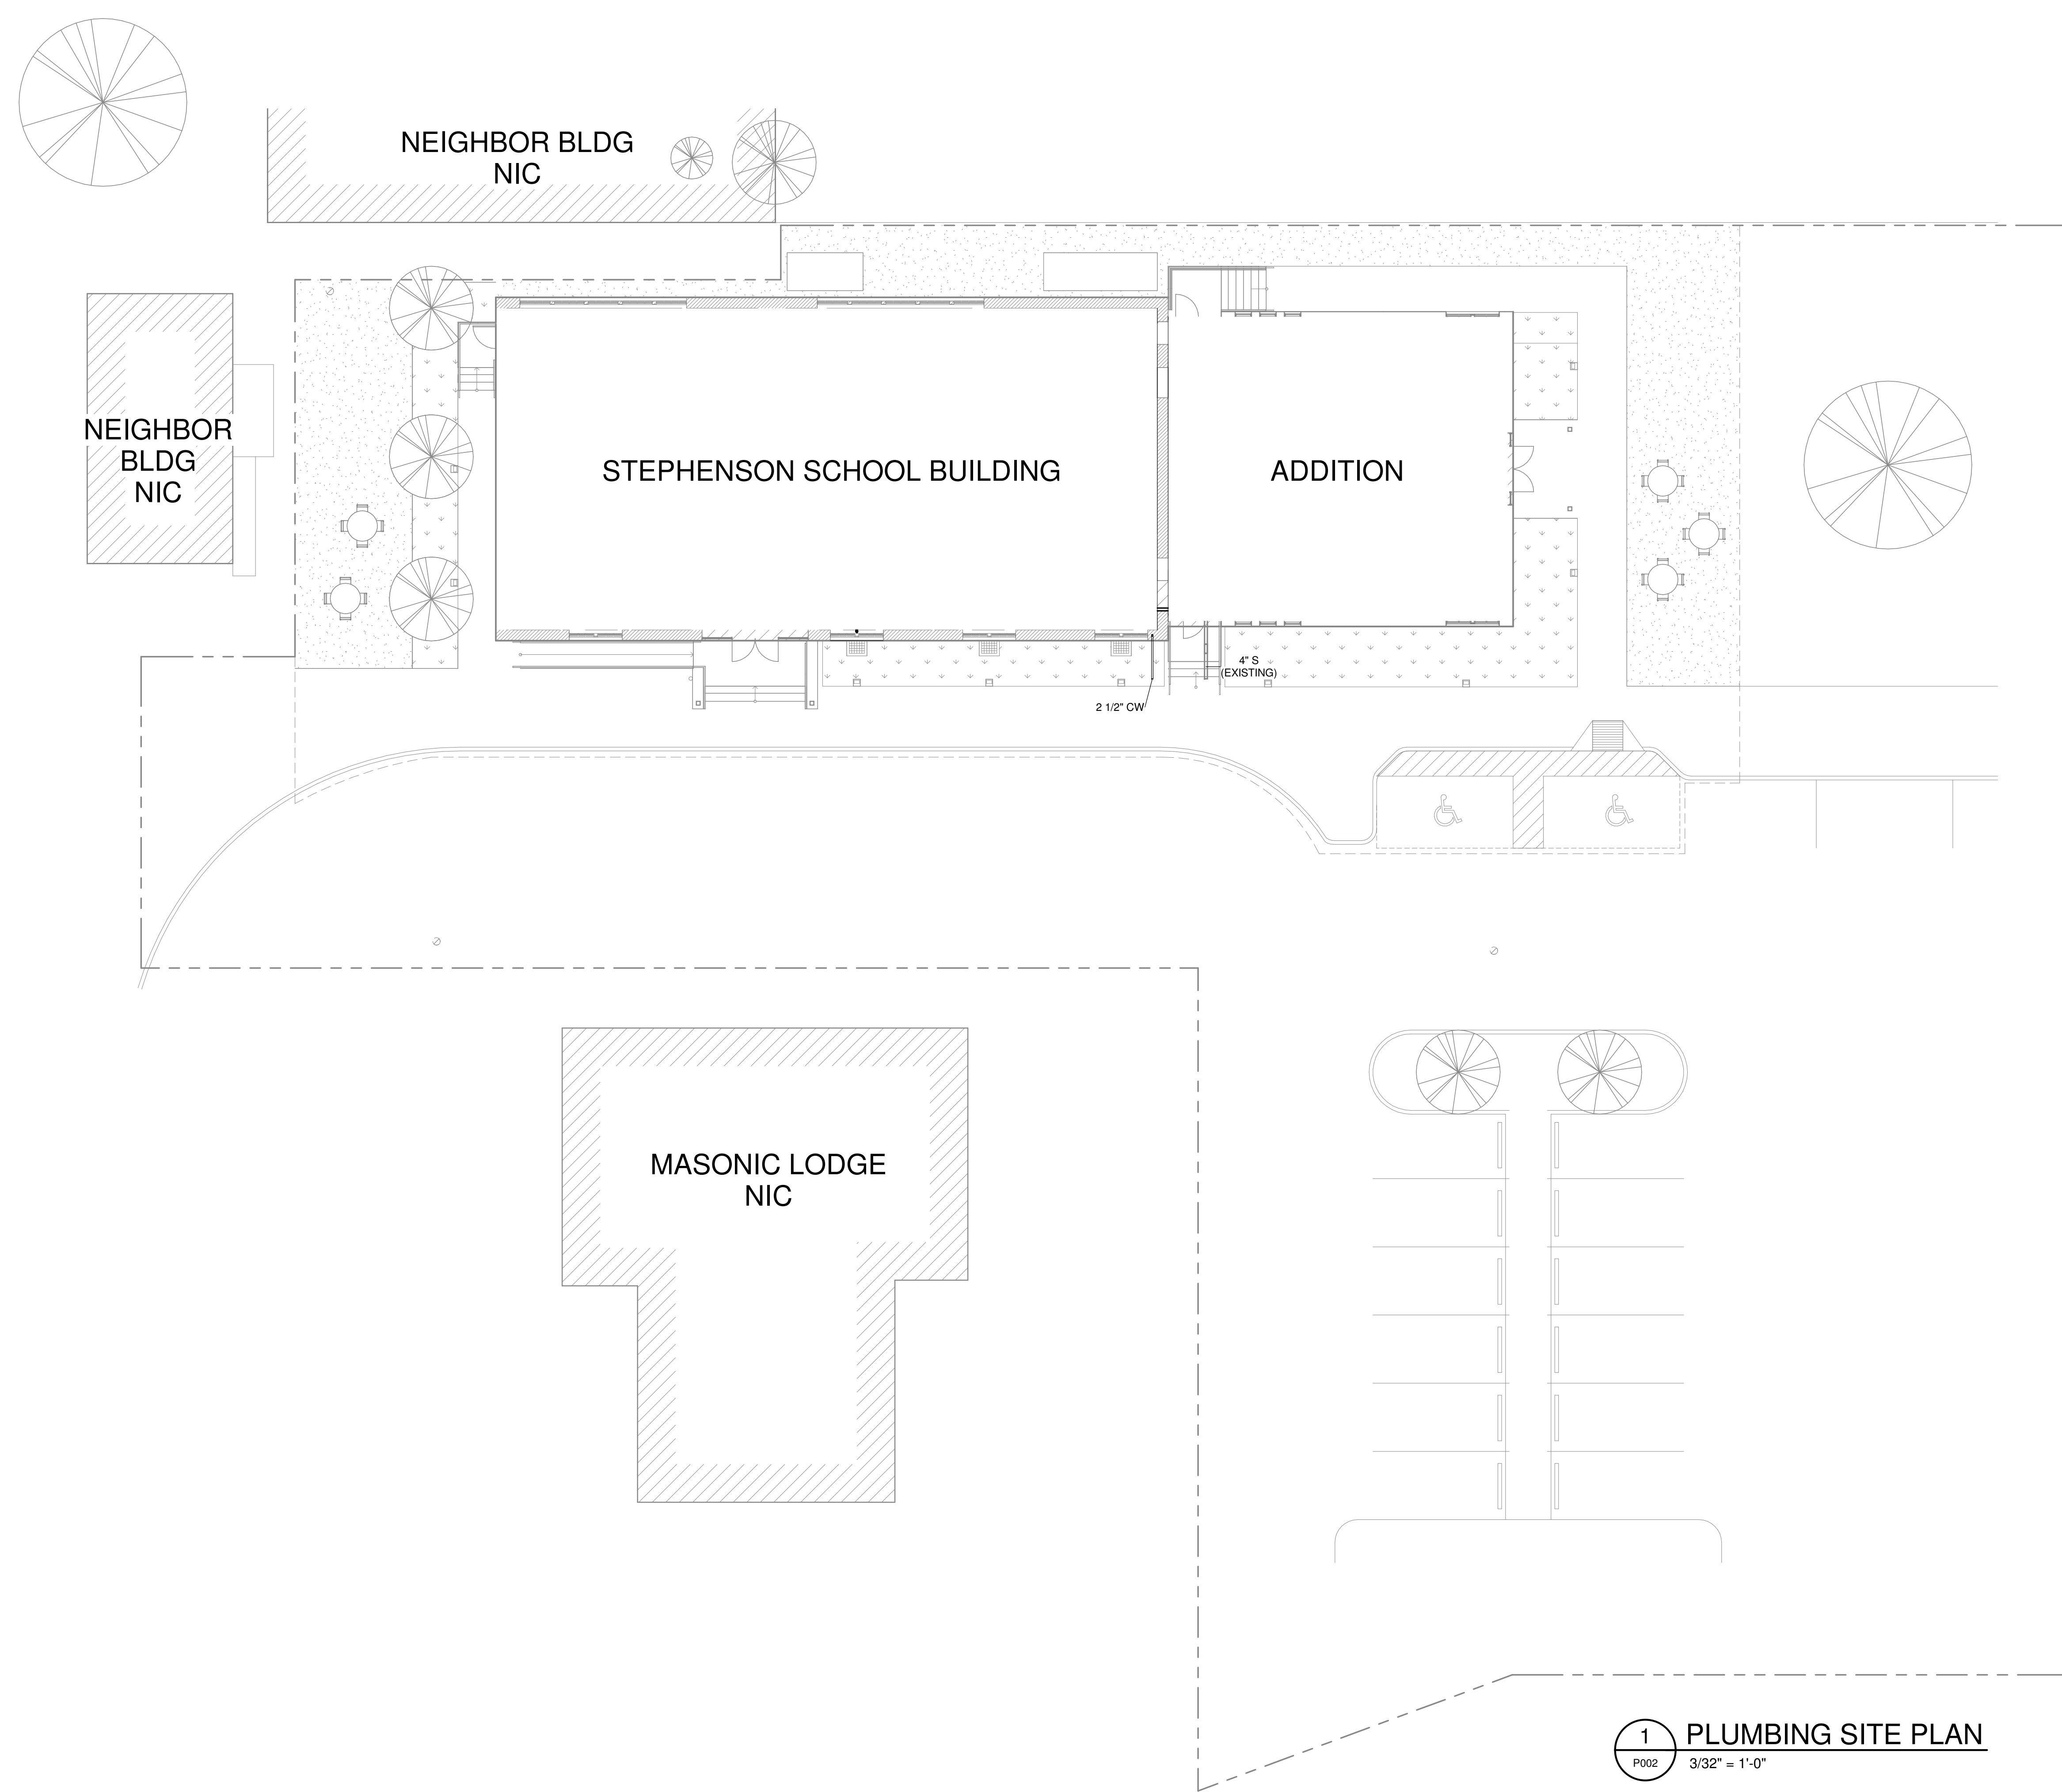 NEIGHBOR BLDG
NIC
NEIGHBOR
BLDG
NIC
STEPHENSON SCHOOL BUILDING
ADDITION
4" S
(EXISTING)
2 1/2" CW
MASONIC LODGE
NIC
1
P002
PLUMBING SITE PLAN
3/32" = 1'-0"